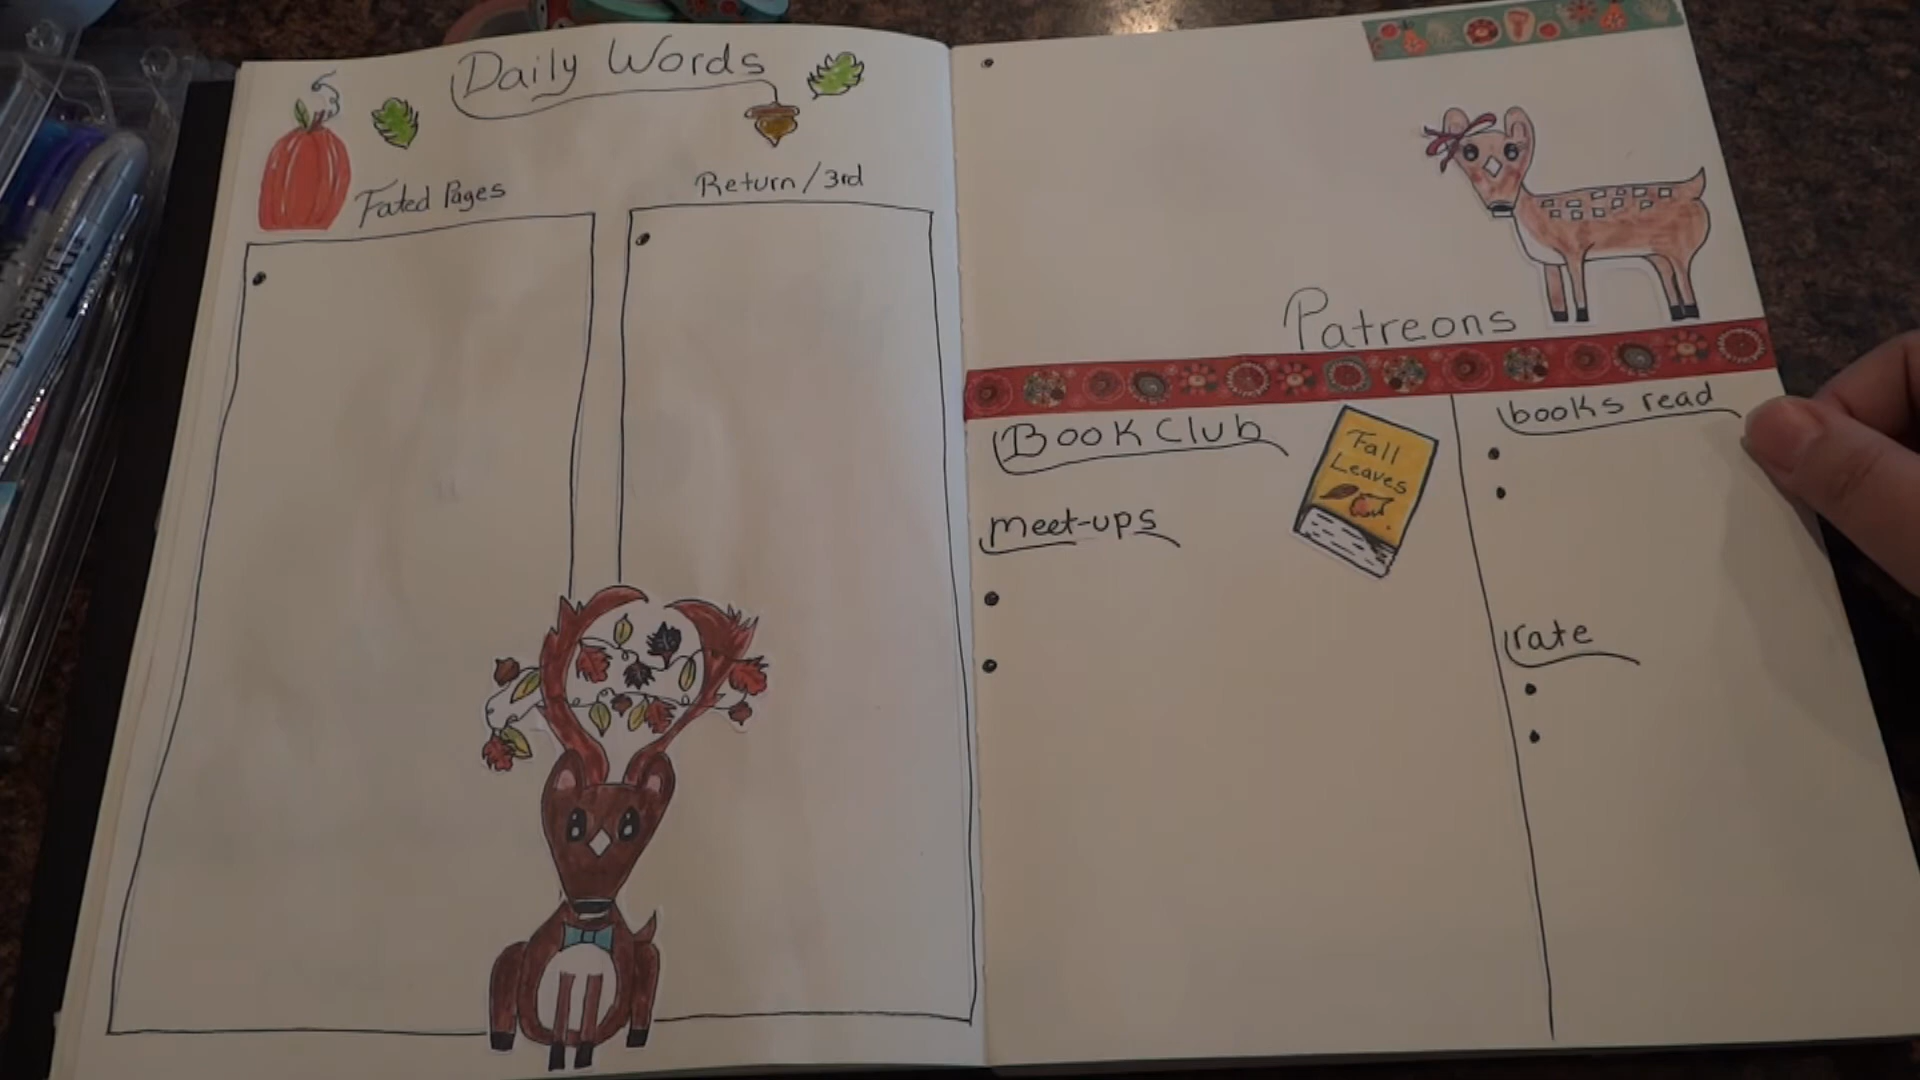 Daily Words
Fated Pages
Return/3rd
Patreons
Book Club
Fall
Leaves
books read
meet-ups
rate